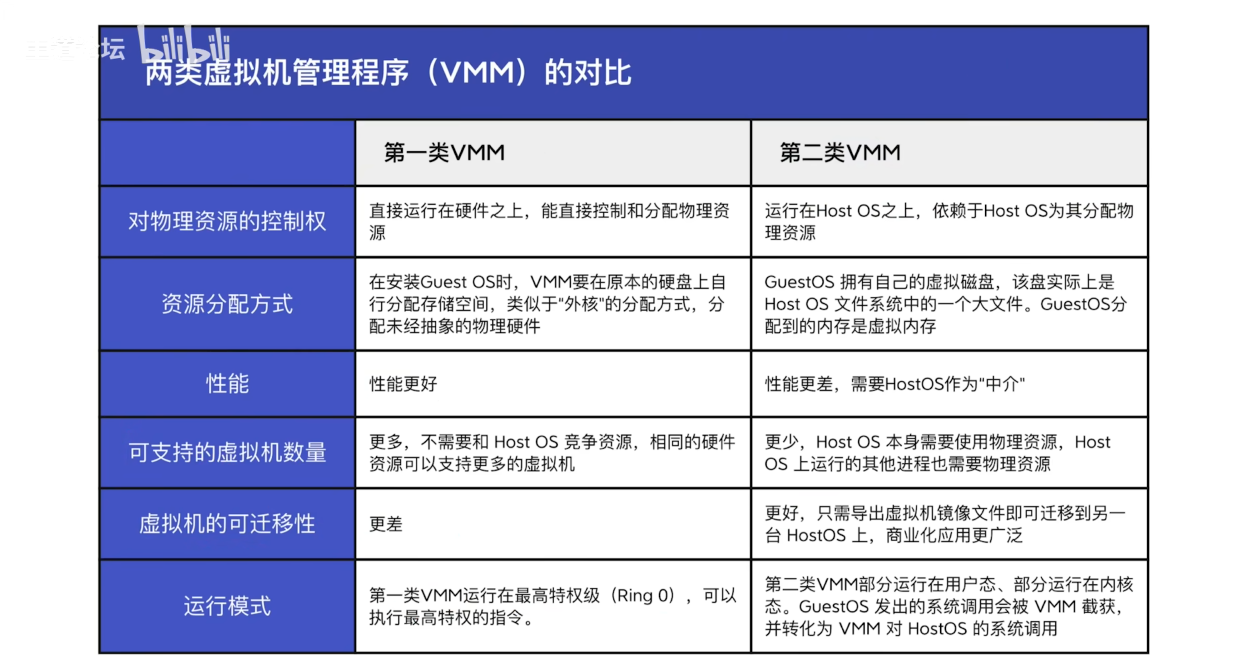 坛 bilibili
两类虚拟机管理程序（VMM）的对比
第一类VMM
第二类VMM
对物理资源的控制权
直接运行在硬件之上，能直接控制和分配物理资
源
运行在Host OS之上，依赖于Host OS为其分配物
理资源
资源分配方式
在安装Guest OS时，VMM要在原本的硬盘上自
行分配存储空间，类似于"外核"的分配方式，分
配未经抽象的物理硬件
GuestOS 拥有自己的虚拟磁盘，该盘实际上是
Host OS 文件系统中的一个大文件。GuestOS分
配到的内存是虚拟内存
性能
性能更好
性能更差，需要HostOS作为"中介"
可支持的虚拟机数量
更多，不需要和 Host OS 竞争资源，相同的硬件
资源可以支持更多的虚拟机
更少，Host OS 本身需要使用物理资源，Host
OS 上运行的其他进程也需要物理资源
虚拟机的可迁移性
更差
更好，只需导出虚拟机镜像文件即可迁移到另一
台 HostOS 上，商业化应用更广泛
运行模式
第一类VMM运行在最高特权级（Ring 0），可以
执行最高特权的指令。
第二类VMM部分运行在用户态、部分运行在内核
态。GuestOS 发出的系统调用会被 VMM 截获，
并转化为 VMM 对 HostOS 的系统调用